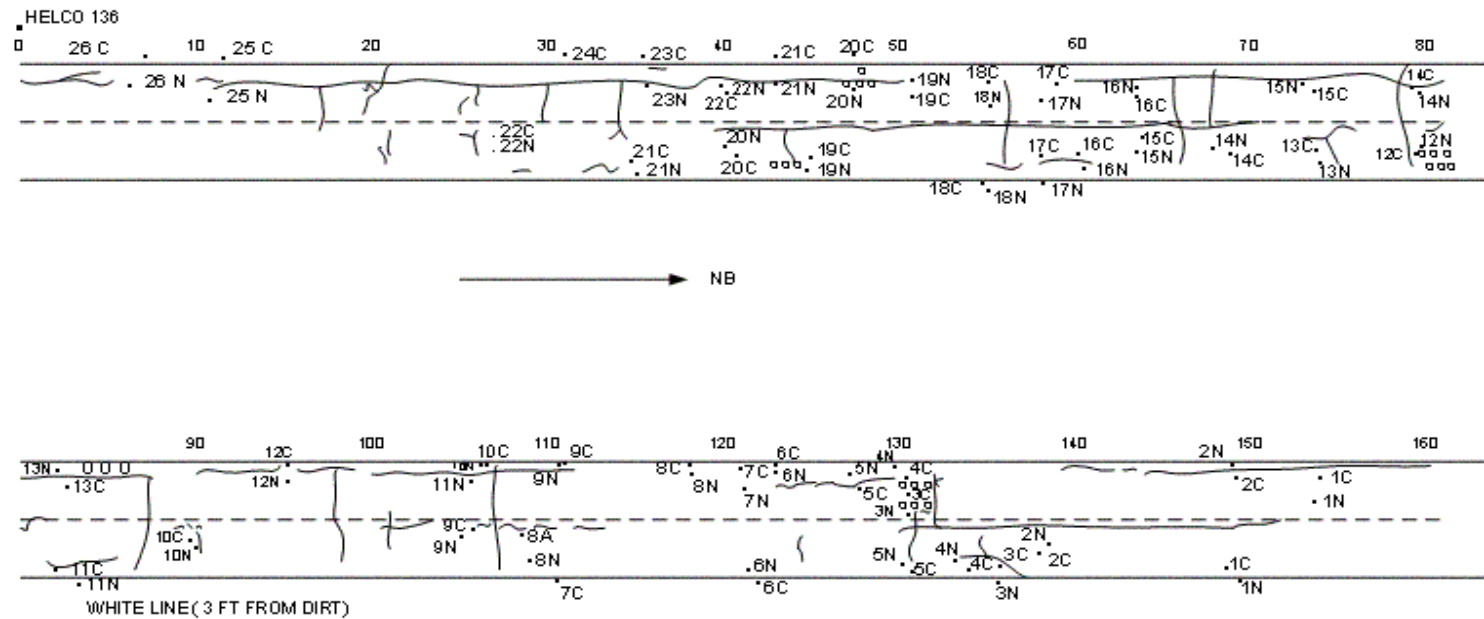 HELCO 136
0 26 C 10 25 C 20 30 24C 23C 40 21C 20C 50 60 70 80
26 N 25 N 23N 22C 22N 21N 20N 19N 19C 18C 18N 17C 17N 16N 16C 15N 15C 14C 14N
22C 22N 21C 21N 20N 20C 19C 19N 17C 16C 16N 15C 15N 14N 14C 13C 13N 12C 12N
18C 18N 17N
NB
90 12C 100 10C 110 9C 120 6C 130 4N 140 2N 150 160
13N 000 13C 12N 10N 11N 9N 8C 8N 7C 7N 6N 5N 5C 4C 3C 3N 2C 1C 1N
10C 10N 9C 9N 8A 8N 6N 5N 5C 4N 4C 3C 2N 2C 1C
11C 11N 7C 6C 3N 1N
WHITE LINE( 3 FT FROM DIRT)